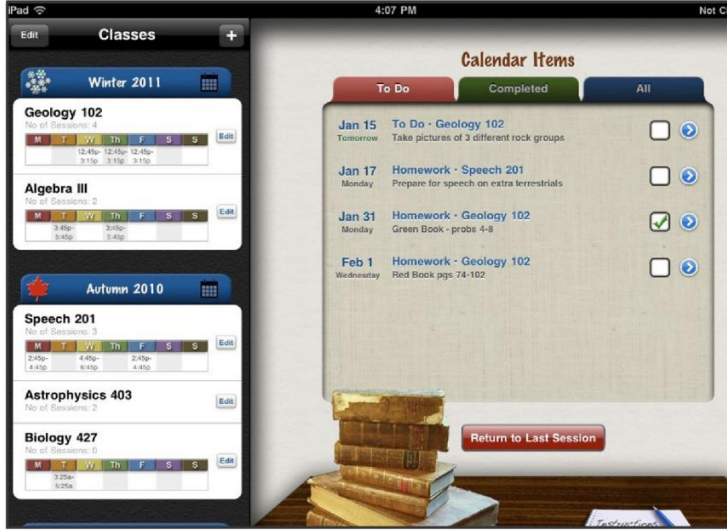 iPad 4:07 PM Not C
Edit Classes +
Winter 2011
Geology 102
No of Sessions: 4
Edit
M T W Th F S S
12:45p- 12:45p- 12:45p-
3:15p 3:15p 3:15p
Algebra III
No of Sessions: 2
Edit
M T W Th F S S
3:45p- 3:45p-
5:45p 5:45p
Autumn 2010
Speech 201
No of Sessions: 3
Edit
M T W Th F S S
2:45p- 4:45p- 2:45p-
4:45p 6:45p 4:45p
Astrophysics 403
No of Sessions: 2
Edit
Biology 427
No of Sessions: 0
Edit
M T W Th F S S
3:25a-
5:25a
Calendar Items
To Do Completed All
Jan 15 To Do · Geology 102
Tomorrow Take pictures of 3 different rock groups
Jan 17 Homework · Speech 201
Monday Prepare for speech on extra terrestrials
Jan 31 Homework · Geology 102
Monday Green Book - probs 4-8
Feb 1 Homework · Geology 102
Wednesday Red Book pgs 74-102
Return to Last Session
Instructions